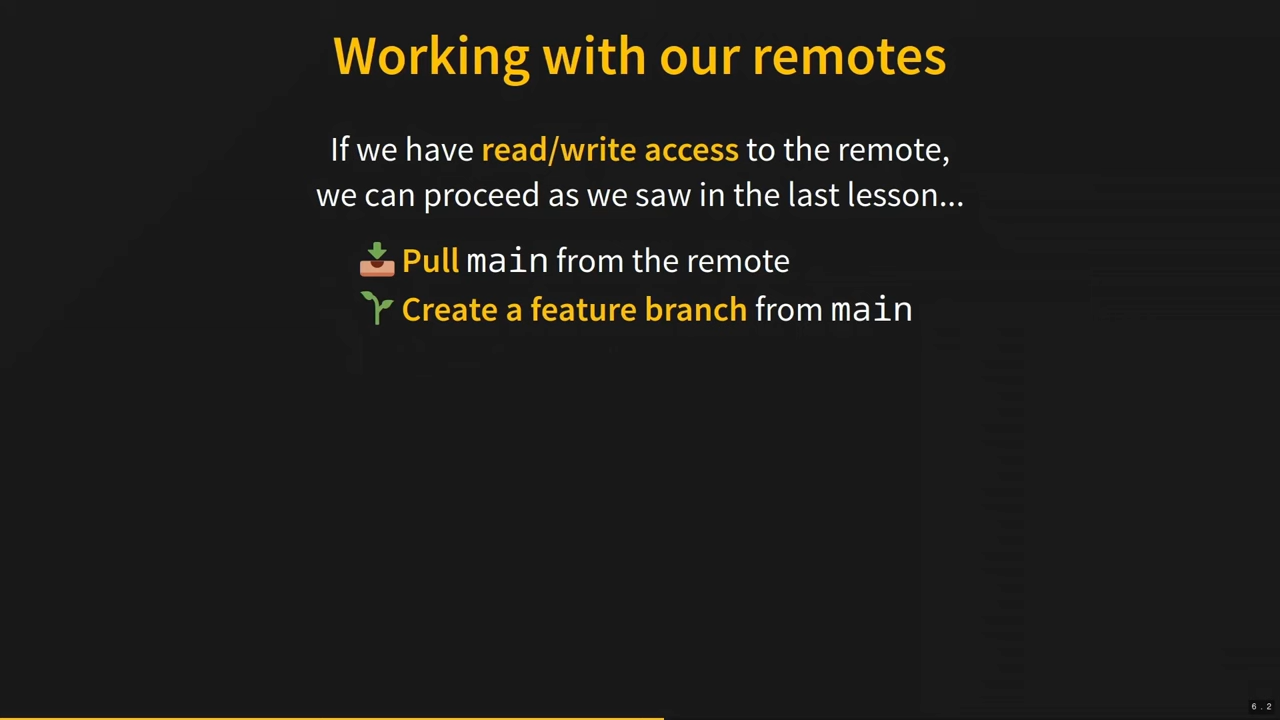 Working with our remotes
If we have read/write access to the remote,
we can proceed as we saw in the last lesson...
Pull main from the remote
Create a feature branch from main
6.2